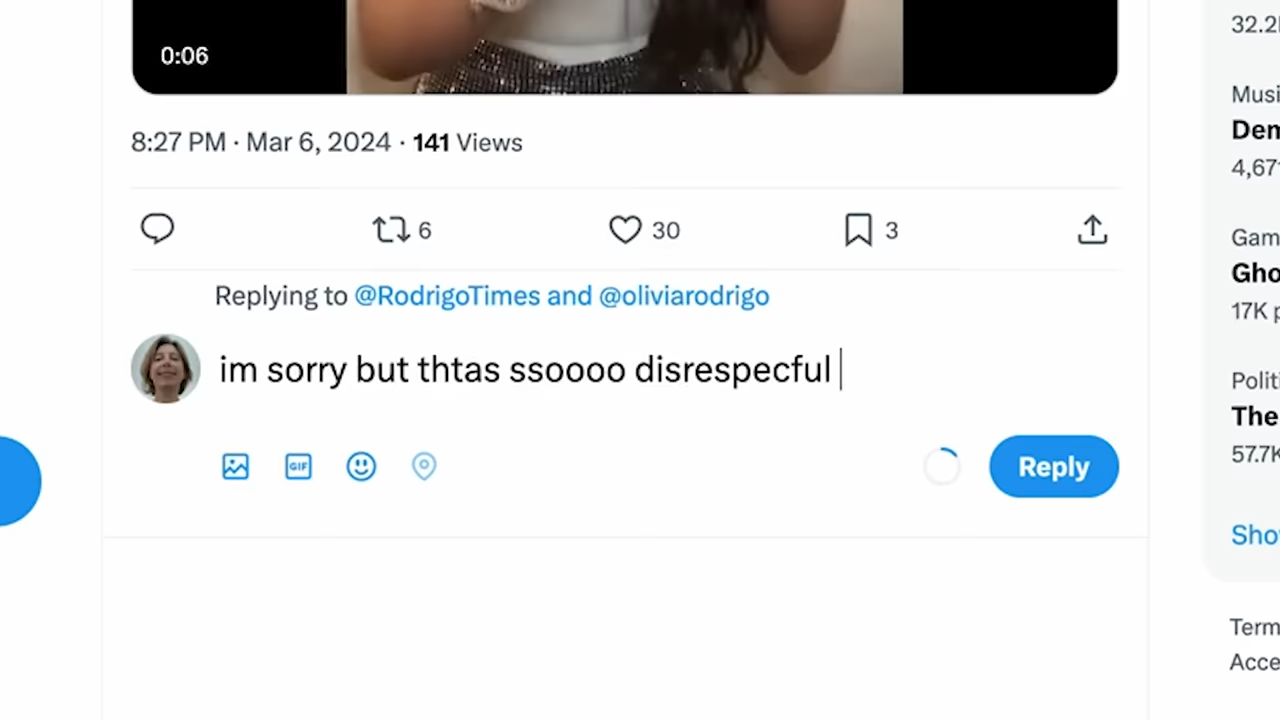 0:06
8:27 PM · Mar 6, 2024 · 141 Views
6 30 3
Replying to @RodrigoTimes and @oliviarodrigo
im sorry but thtas ssoooo disrespecful
GIF
Reply
32.2
Musi
Dem
4,67
Gam
Gho
17K p
Politi
The
57.7K
Sho
Term
Acce